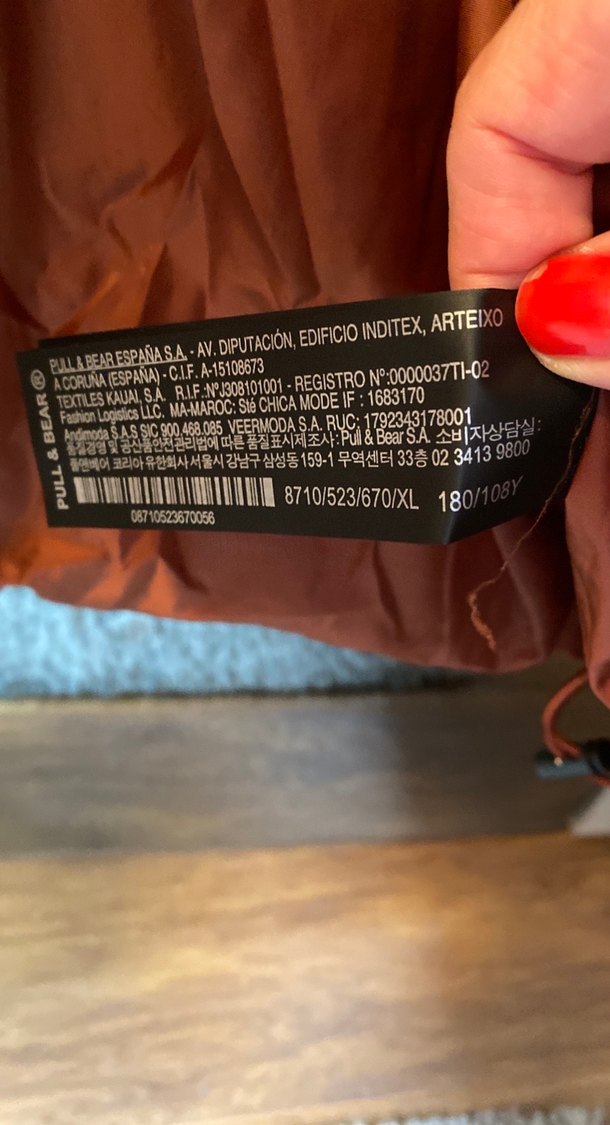 PULL & BEAR®
PULL & BEAR ESPAÑA S.A. - AV. DIPUTACIÓN, EDIFICIO INDITEX, ARTEIXO
A CORUÑA (ESPAÑA) - C.I.F. A-15108673
TEXTILES KAUAI, S.A. R.I.F.:NºJ308101001 - REGISTRO Nº:0000037TI-02
Fashion Logistics LLC, MA-MAROC: Sté CHICA MODE IF : 1683170
Andimoda S.A.S SIC 900.468.085 VEERMODA S.A. RUC: 1792343178001
품질경영 및 공산품안전관리법에 따른 품질표시제조사: Pull & Bear S.A. 소비자상담실:
풀앤베어 코리아 유한회사 서울시 강남구 삼성동 159-1 무역센터 33층 02 3413 9800
8710/523/670/XL 180/108Y
08710523670056